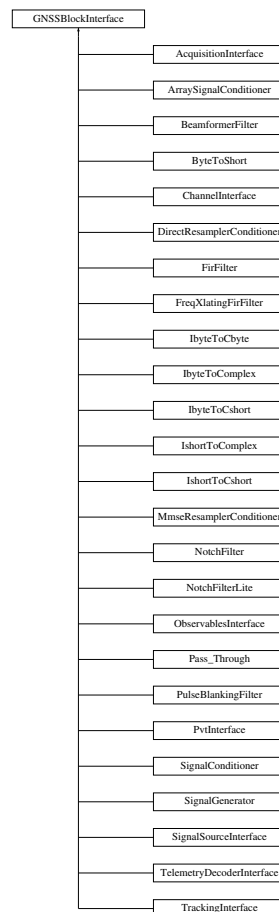 GNSSBlockInterface
AcquisitionInterface
ArraySignalConditioner
BeamformerFilter
ByteToShort
ChannelInterface
DirectResamplerConditioner
FirFilter
FreqXlatingFirFilter
IbyteToCbyte
IbyteToComplex
IbyteToCshort
IshortToComplex
IshortToCshort
MmseResamplerConditioner
NotchFilter
NotchFilterLite
ObservablesInterface
Pass_Through
PulseBlankingFilter
PvtInterface
SignalConditioner
SignalGenerator
SignalSourceInterface
TelemetryDecoderInterface
TrackingInterface